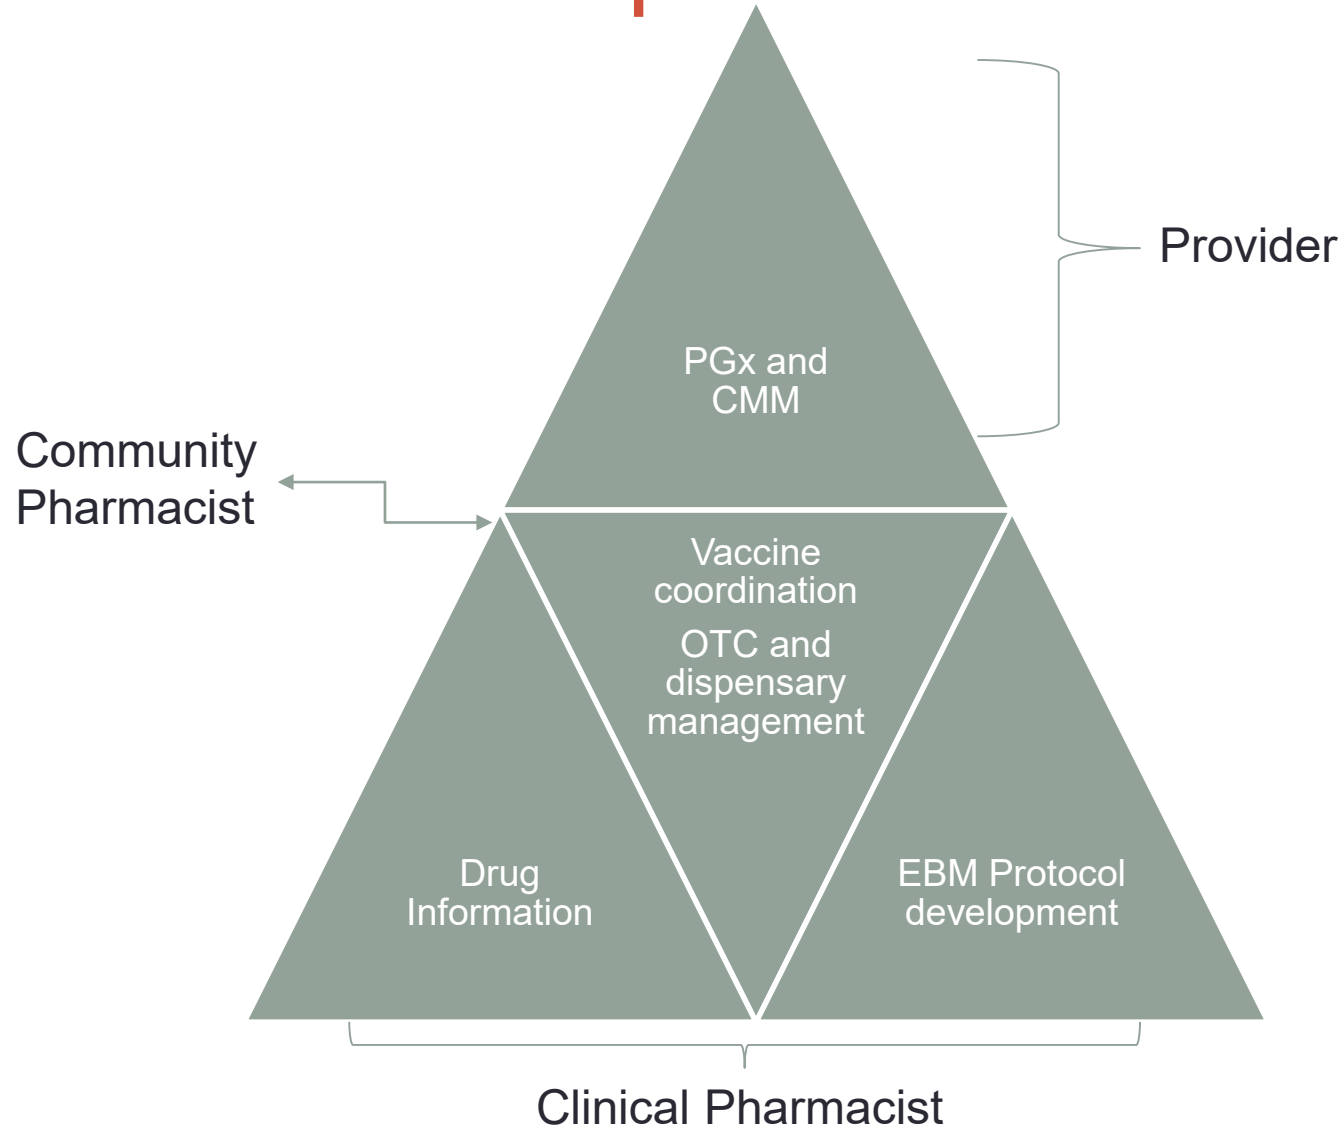 Provider
PGx and
CMM
Community
Pharmacist
Vaccine
coordination
OTC and
dispensary
management
Drug
Information
EBM Protocol
development
Clinical Pharmacist